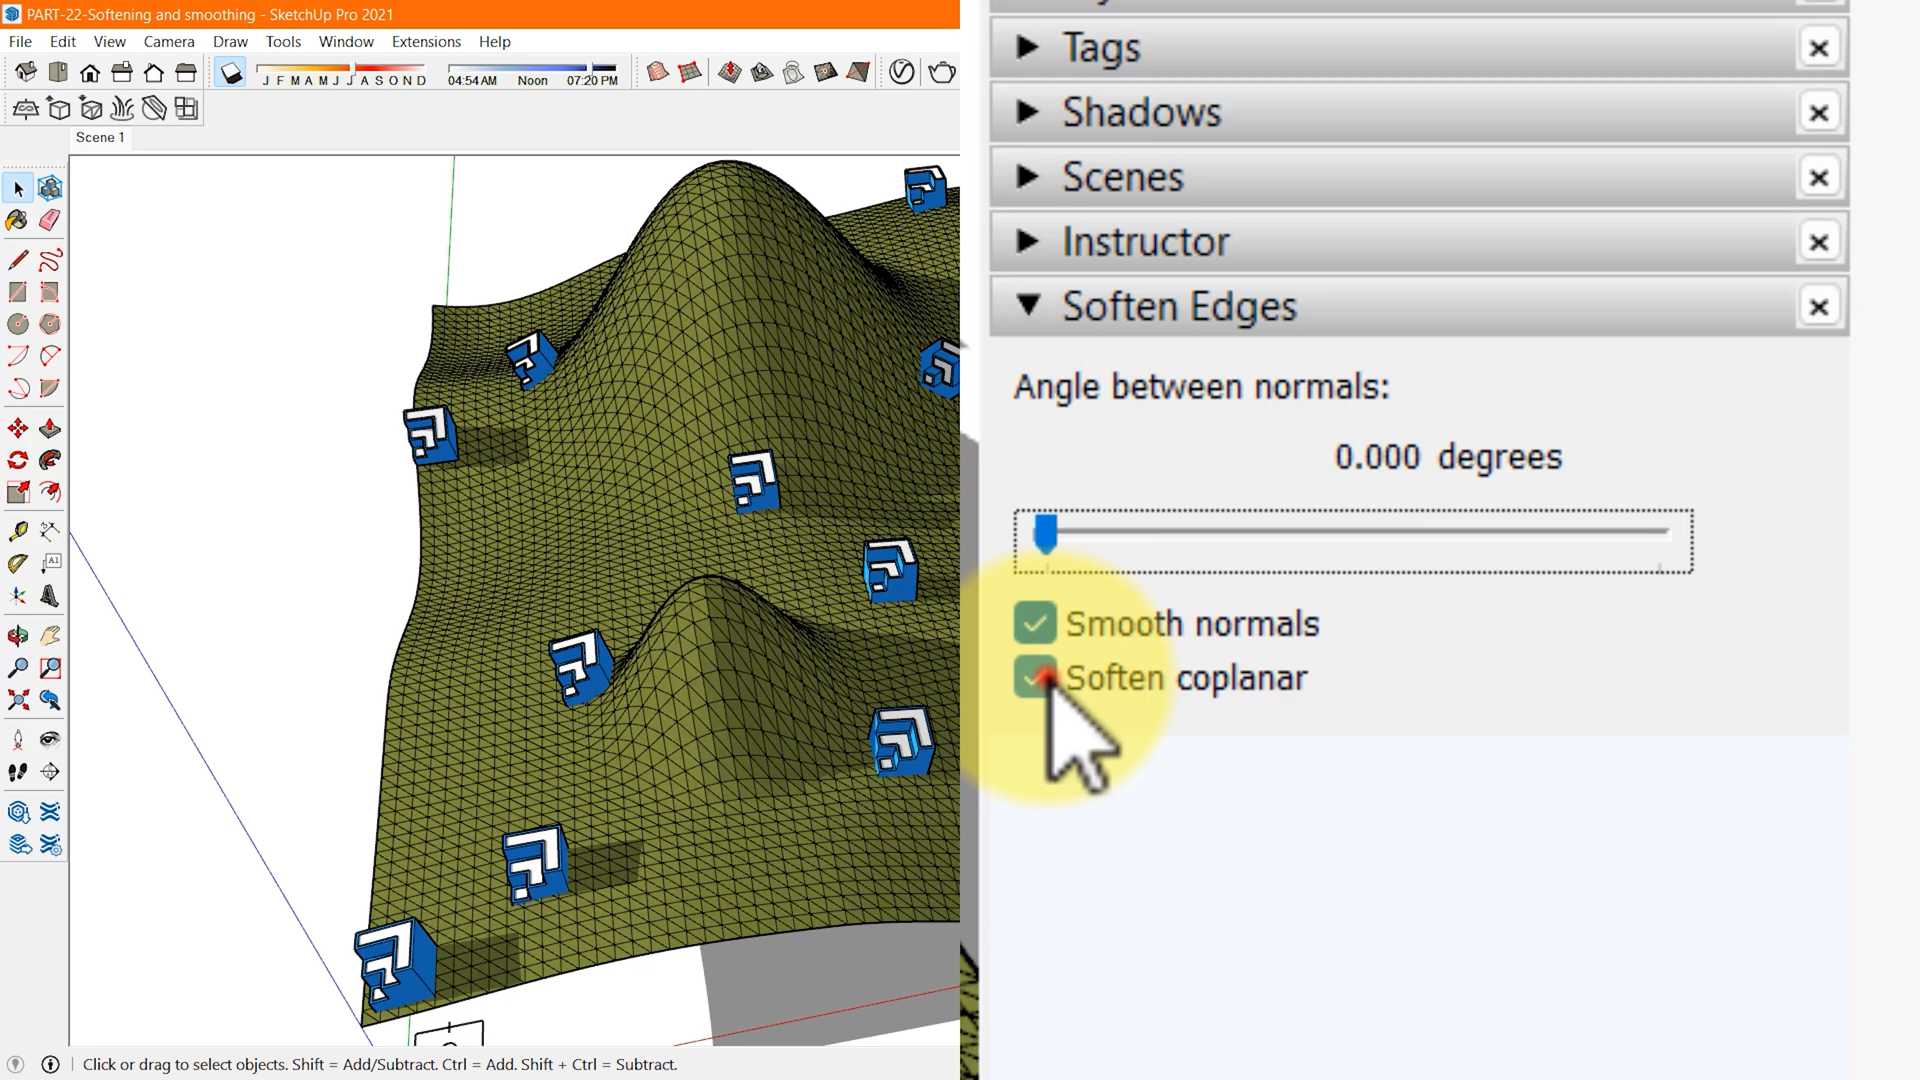 PART-22-Softening and smoothing - SketchUp Pro 2021
File Edit View Camera Draw Tools Window Extensions Help
J F M A M J J A S O N D
04:54 AM Noon 07:20 PM
Scene 1
A1
Tags
Shadows
Scenes
Instructor
Soften Edges
Angle between normals:
0.000 degrees
Smooth normals
Soften coplanar
Click or drag to select objects. Shift = Add/Subtract. Ctrl = Add. Shift + Ctrl = Subtract.